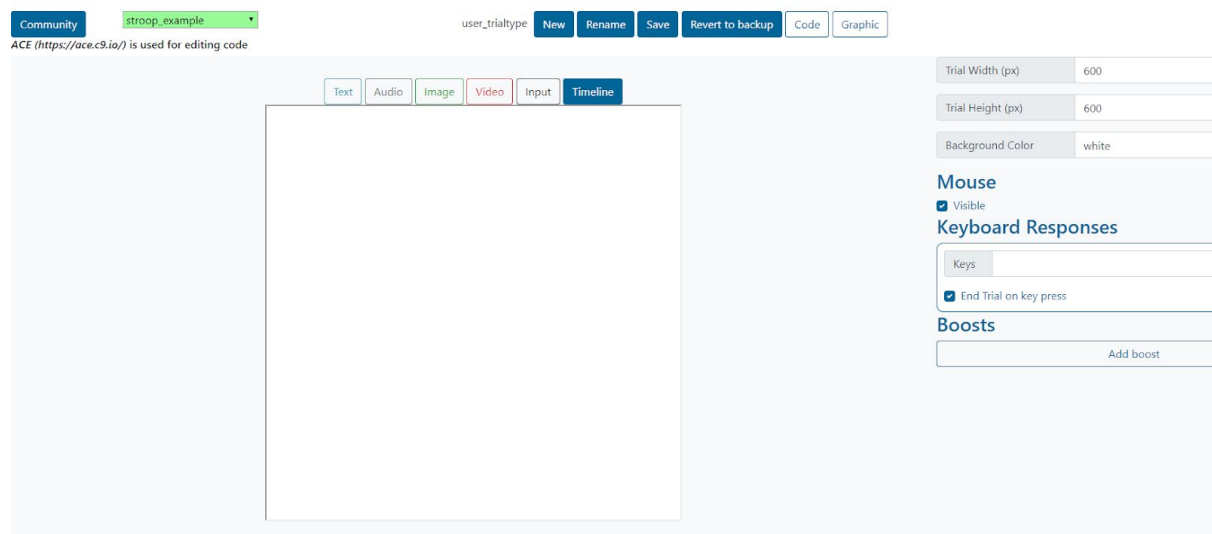 Community stroop_example user_trialtype New Rename Save Revert to backup Code Graphic
ACE (https://ace.c9.io/) is used for editing code
Text Audio Image Video Input Timeline
Trial Width (px) 600
Trial Height (px) 600
Background Color white
Mouse
Visible
Keyboard Responses
Keys
End Trial on key press
Boosts
Add boost